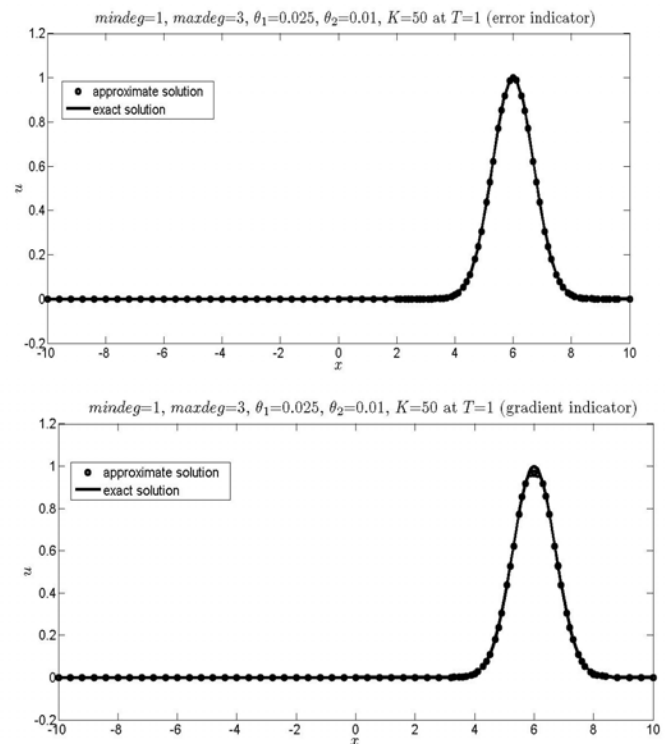 mindeg=1, maxdeg=3, θ₁=0.025, θ₂=0.01, K=50 at T=1 (error indicator)
1.2
1
0.8
0.6
0.4
0.2
0
-0.2
u
approximate solution
exact solution
-10 -8 -6 -4 -2 0 2 4 6 8 10
x
mindeg=1, maxdeg=3, θ₁=0.025, θ₂=0.01, K=50 at T=1 (gradient indicator)
1.2
1
0.8
0.6
0.4
0.2
0
-0.2
u
approximate solution
exact solution
-10 -8 -6 -4 -2 0 2 4 6 8 10
x